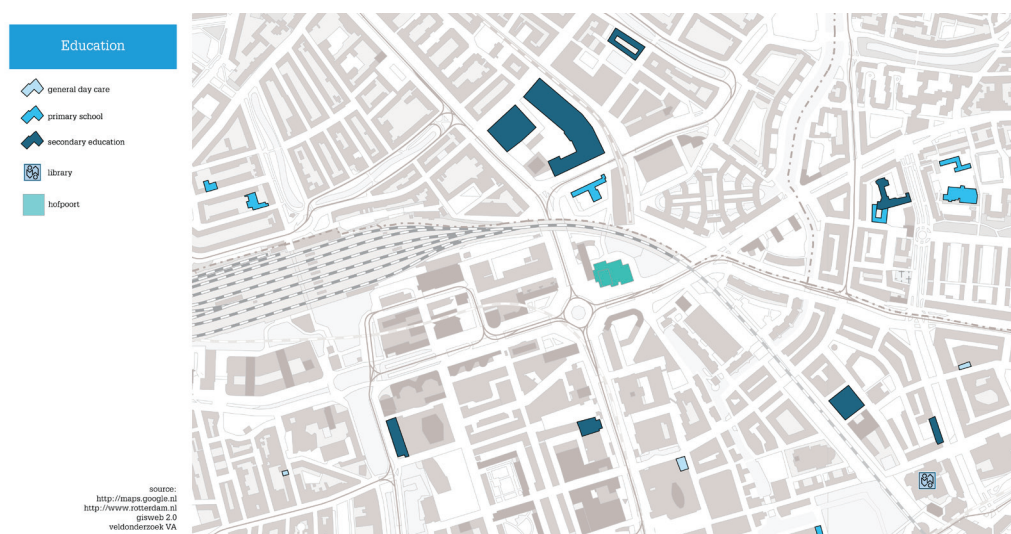 Education
general day care
primary school
secondary education
library
hofpoort
source:
http://maps.google.nl
http://www.rotterdam.nl
gisweb 2.0
veldonderzoek VA